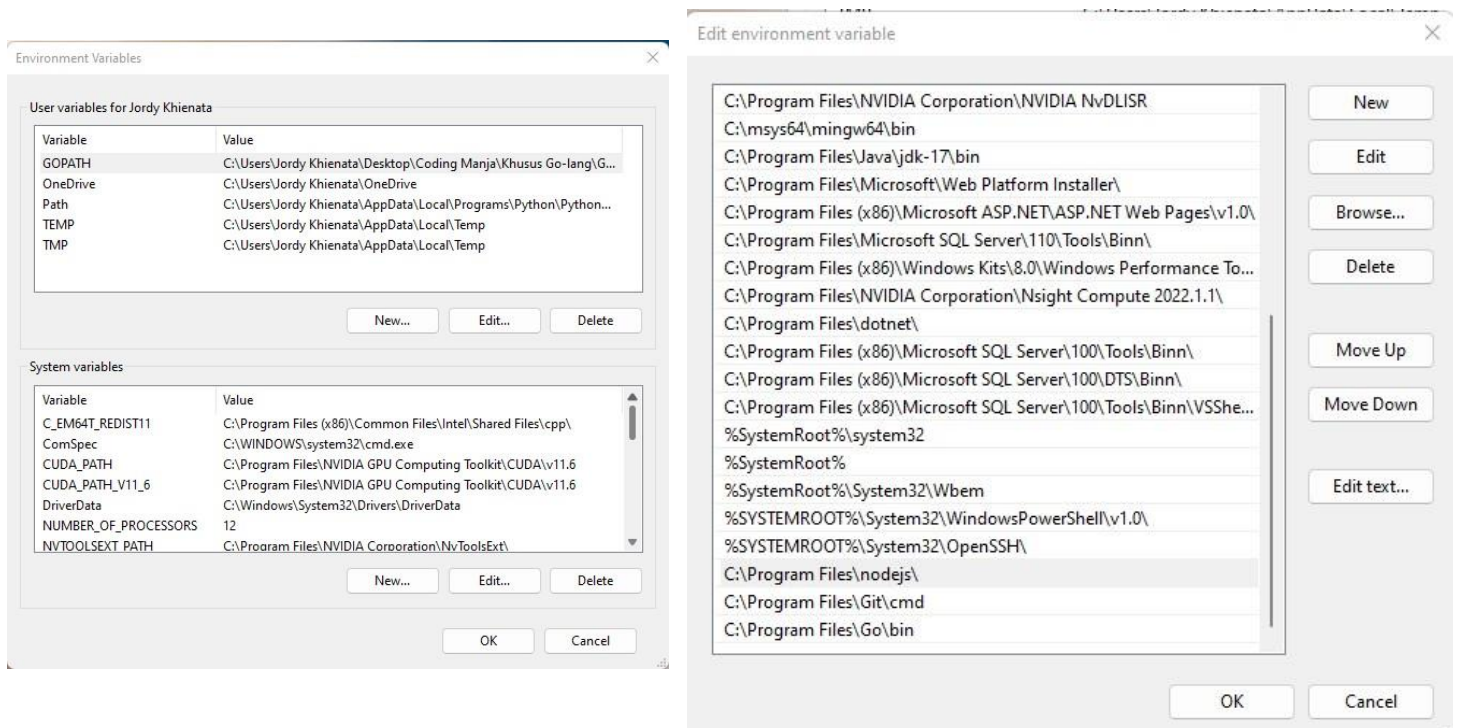 Environment Variables
User variables for Jordy Khienata
Variable Value
GOPATH C:\Users\Jordy Khienata\Desktop\Coding Manja\Khusus Go-lang\G...
OneDrive C:\Users\Jordy Khienata\OneDrive
Path C:\Users\Jordy Khienata\AppData\Local\Programs\Python\Python...
TEMP C:\Users\Jordy Khienata\AppData\Local\Temp
TMP C:\Users\Jordy Khienata\AppData\Local\Temp
New... Edit... Delete
System variables
Variable Value
C_EM64T_REDIST11 C:\Program Files (x86)\Common Files\Intel\Shared Files\cpp\
ComSpec C:\WINDOWS\system32\cmd.exe
CUDA_PATH C:\Program Files\NVIDIA GPU Computing Toolkit\CUDA\v11.6
CUDA_PATH_V11_6 C:\Program Files\NVIDIA GPU Computing Toolkit\CUDA\v11.6
DriverData C:\Windows\System32\Drivers\DriverData
NUMBER_OF_PROCESSORS 12
NVTOOLSEXT_PATH C:\Program Files\NVIDIA Corporation\NvToolsExt\
New... Edit... Delete
OK Cancel
Edit environment variable
C:\Program Files\NVIDIA Corporation\NVIDIA NvDLISR
C:\msys64\mingw64\bin
C:\Program Files\Java\jdk-17\bin
C:\Program Files\Microsoft\Web Platform Installer\
C:\Program Files (x86)\Microsoft ASP.NET\ASP.NET Web Pages\v1.0\
C:\Program Files\Microsoft SQL Server\110\Tools\Binn\
C:\Program Files (x86)\Windows Kits\8.0\Windows Performance To...
C:\Program Files\NVIDIA Corporation\Nsight Compute 2022.1.1\
C:\Program Files\dotnet\
C:\Program Files (x86)\Microsoft SQL Server\100\Tools\Binn\
C:\Program Files (x86)\Microsoft SQL Server\100\DTS\Binn\
C:\Program Files (x86)\Microsoft SQL Server\100\Tools\Binn\VSShe...
%SystemRoot%\system32
%SystemRoot%
%SystemRoot%\System32\Wbem
%SYSTEMROOT%\System32\WindowsPowerShell\v1.0\
%SYSTEMROOT%\System32\OpenSSH\
C:\Program Files\nodejs\
C:\Program Files\Git\cmd
C:\Program Files\Go\bin
New
Edit
Browse...
Delete
Move Up
Move Down
Edit text...
OK Cancel